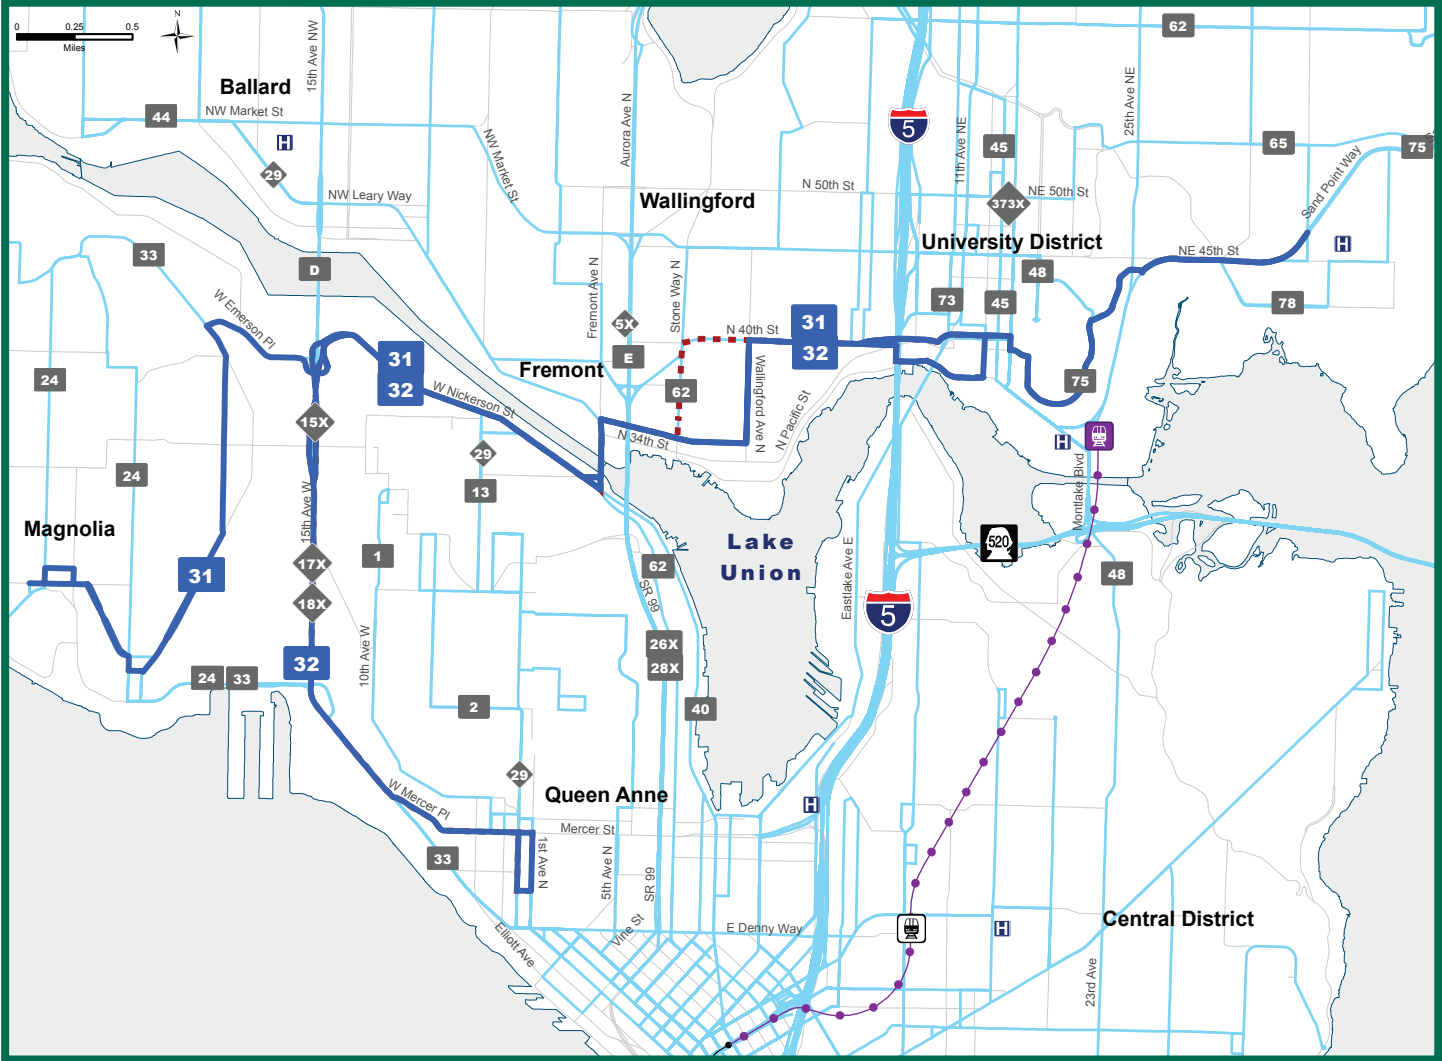 0 0.25 0.5
Miles
N
62
15th Ave NW
Ballard
NW Market St
44
29
NW Leary Way
NW Market St
Aurora Ave N
5
11th Ave NE
45
25th Ave NE
65
75
Sand Point Way
N 50th St
NE 50th St
373X
Wallingford
University District
NE 45th St
33
D
W Emerson Pl
Fremont Ave N
Stone Way N
48
73
45
78
5X
N 40th St
31
32
E
Fremont
31
32
W Nickerson St
62
Wallingford Ave N
N Pacific St
N 34th St
75
24
15X
29
13
24
Magnolia
15th Ave W
Montlake Blvd
520
Lake
Union
Eastlake Ave E
1
17X
31
18X
62
SR 99
5
48
26X
28X
10th Ave W
32
24
33
2
40
29
W Mercer Pl
Queen Anne
Mercer St
33
1st Ave N
5th Ave N
SR 99
Vine St
Elliott Ave
E Denny Way
Central District
23rd Ave
H
H
H
H
H